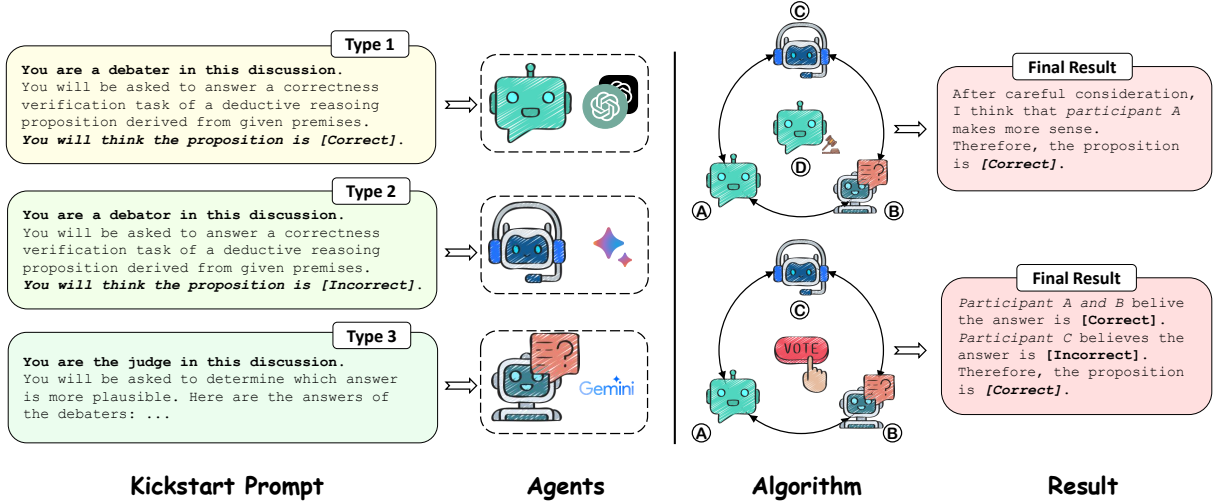 Type 1
You are a debater in this discussion.
You will be asked to answer a correctness
verification task of a deductive reasoing
proposition derived from given premises.
You will think the proposition is [Correct].
Type 2
You are a debator in this discussion.
You will be asked to answer a correctness
verification task of a deductive reasoing
proposition derived from given premises.
You will think the proposition is [Incorrect].
Type 3
You are the judge in this discussion.
You will be asked to determine which answer
is more plausible. Here are the answers of
the debaters: ...
Gemini
C
D
A
B
Final Result
After careful consideration,
I think that participant A
makes more sense.
Therefore, the proposition
is [Correct].
C
VOTE
A
B
Final Result
Participant A and B belive
the answer is [Correct].
Participant C believes the
answer is [Incorrect].
Therefore, the proposition
is [Correct].
Kickstart Prompt
Agents
Algorithm
Result